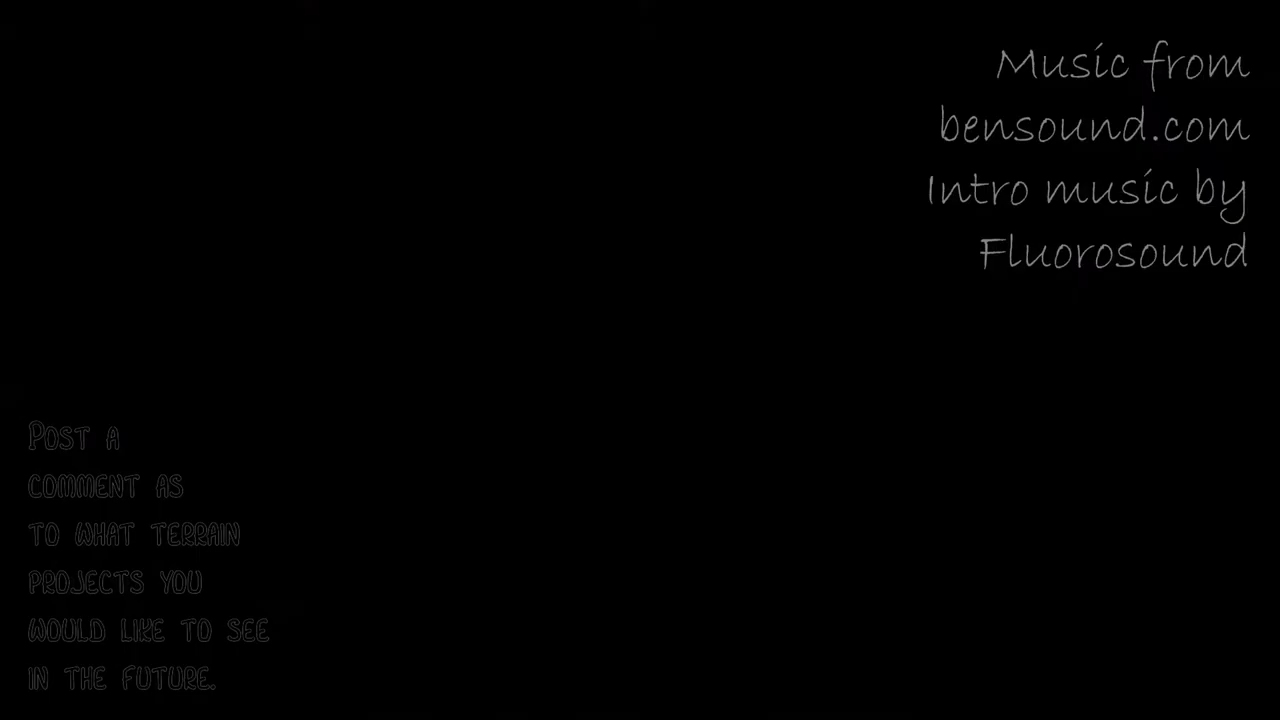 Music from
bensound.com
Intro music by
Fluorosound
Post a
comment as
to what terrain
projects you
would like to see
in the future.